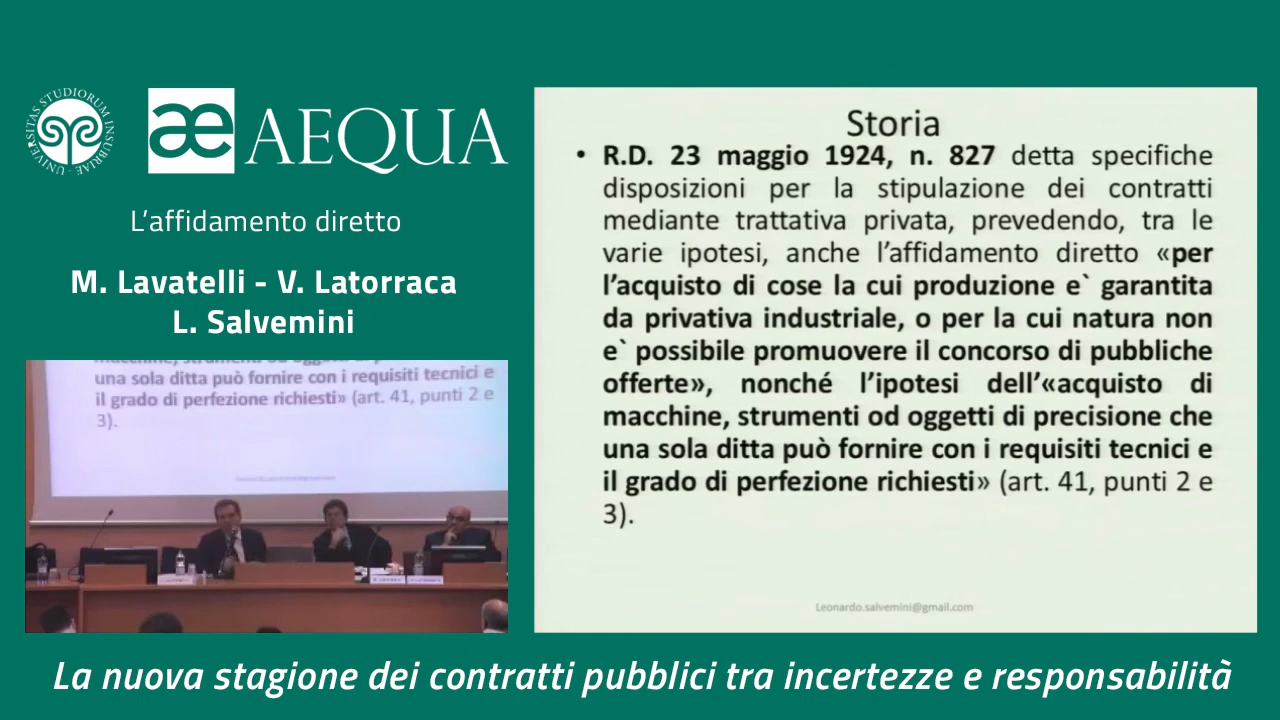 UNIVERSITAS STUDIORUM INSUBRIAE
æ AEQUA
L'affidamento diretto
M. Lavatelli - V. Latorraca
L. Salvemini
macchine, strumenti od oggetti di p
una sola ditta può fornire con i requisiti tecnici e
il grado di perfezione richiesti» (art. 41, punti 2 e
3).
Storia
• R.D. 23 maggio 1924, n. 827 detta specifiche
disposizioni per la stipulazione dei contratti
mediante trattativa privata, prevedendo, tra le
varie ipotesi, anche l'affidamento diretto «per
l'acquisto di cose la cui produzione e` garantita
da privativa industriale, o per la cui natura non
e` possibile promuovere il concorso di pubbliche
offerte», nonché l'ipotesi dell'«acquisto di
macchine, strumenti od oggetti di precisione che
una sola ditta può fornire con i requisiti tecnici e
il grado di perfezione richiesti» (art. 41, punti 2 e
3).
Leonardo.salvemini@gmail.com
La nuova stagione dei contratti pubblici tra incertezze e responsabilità